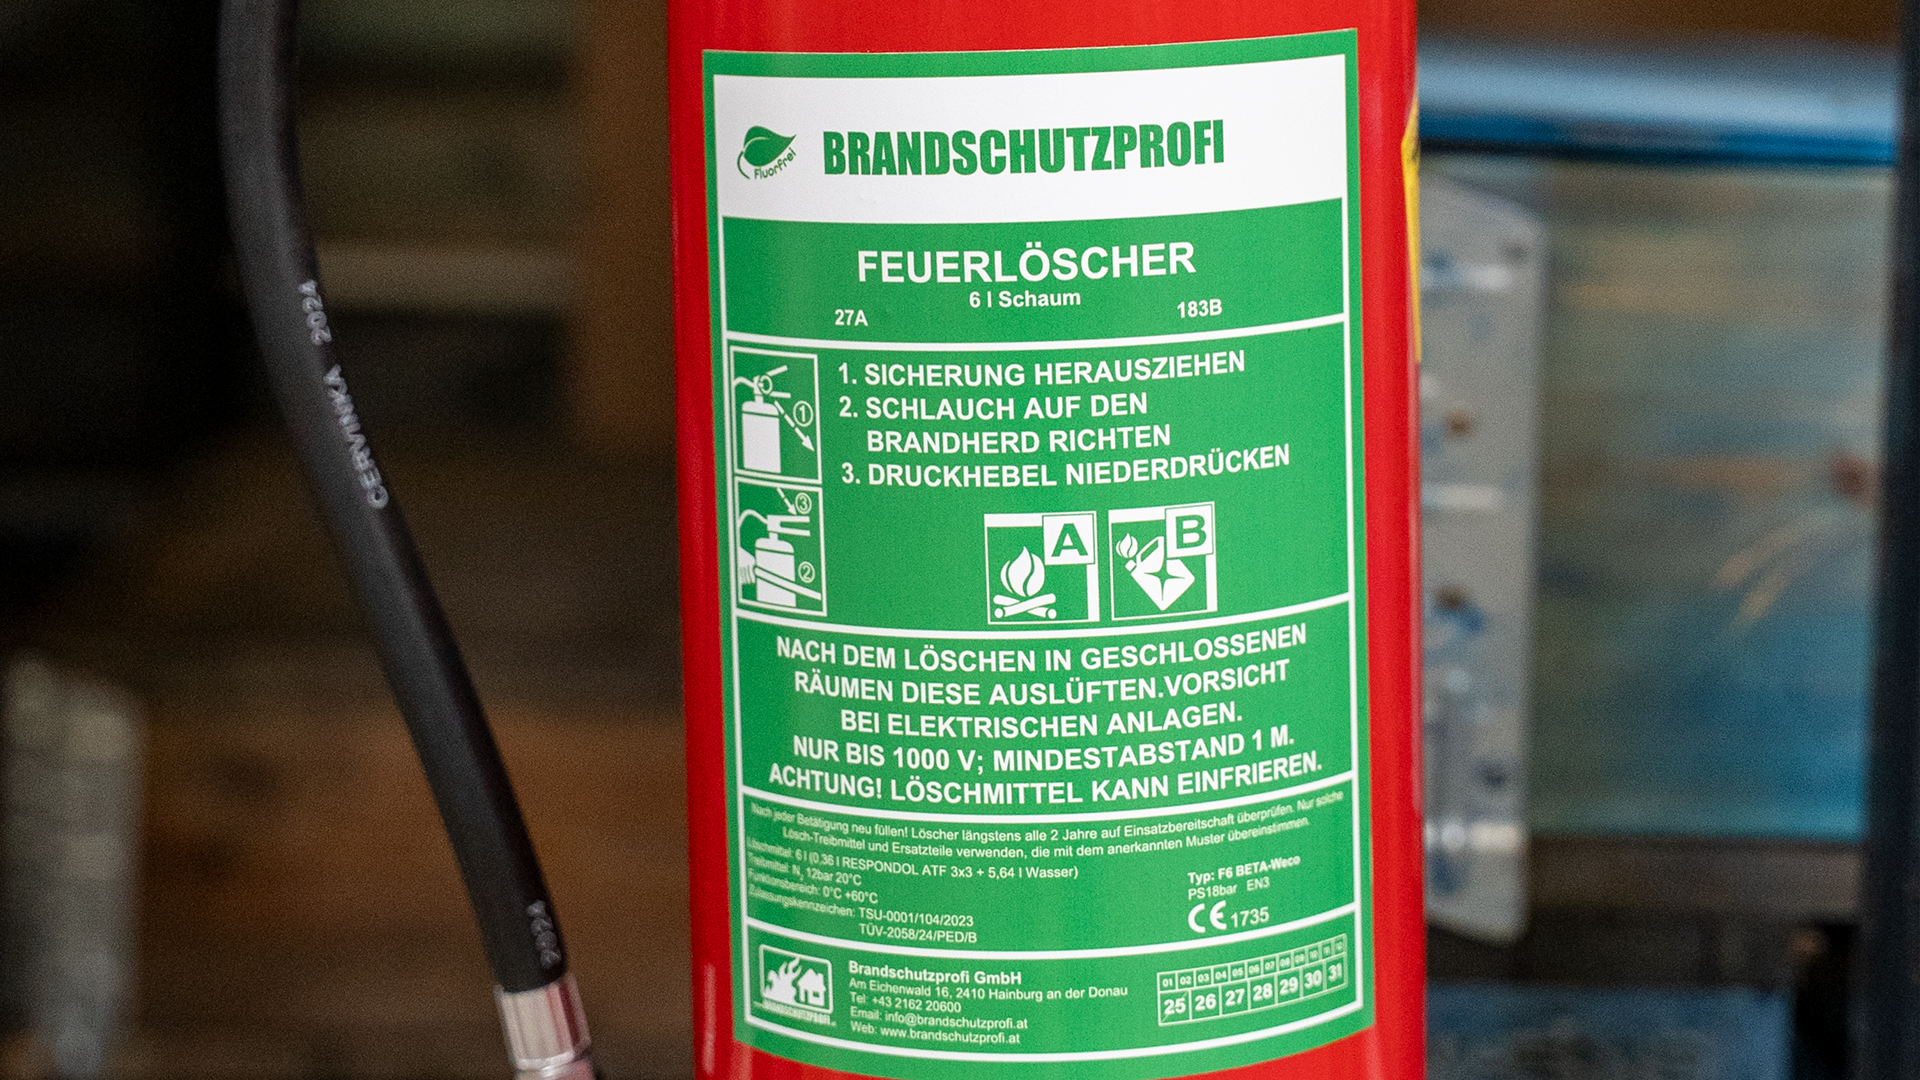 Fluorfrei
BRANDSCHUTZPROFI
FEUERLÖSCHER
6 l Schaum
27A 183B
1. SICHERUNG HERAUSZIEHEN
2. SCHLAUCH AUF DEN
BRANDHERD RICHTEN
3. DRUCKHEBEL NIEDERDRÜCKEN
1
3
2
A B
NACH DEM LÖSCHEN IN GESCHLOSSENEN
RÄUMEN DIESE AUSLÜFTEN.VORSICHT
BEI ELEKTRISCHEN ANLAGEN.
NUR BIS 1000 V; MINDESTABSTAND 1 M.
ACHTUNG! LÖSCHMITTEL KANN EINFRIEREN.
Nach jeder Betätigung neu füllen! Löscher längstens alle 2 Jahre auf Einsatzbereitschaft überprüfen. Nur solche
Lösch-Treibmittel und Ersatzteile verwenden, die mit dem anerkannten Muster übereinstimmen.
Löschmittel: 6 l (0,36 l RESPONDOL ATF 3x3 + 5,64 l Wasser)
Treibmittel: N2 12bar 20°C
Funktionsbereich: 0°C +60°C
Zulassungskennzeichen: TSU-0001/104/2023
TÜV-2058/24/PED/B
Typ: F6 BETA-Weco
PS18bar EN3
CE 1735
BRANDSCHUTZPROFI
Brandschutzprofi GmbH
Am Eichenwald 16, 2410 Hainburg an der Donau
Tel: +43 2162 20600
Email: info@brandschutzprofi.at
Web: www.brandschutzprofi.at
01 02 03 04 05 06 07 08 09 10 11 12
25 26 27 28 29 30 31
CERVINKA 2024
2024